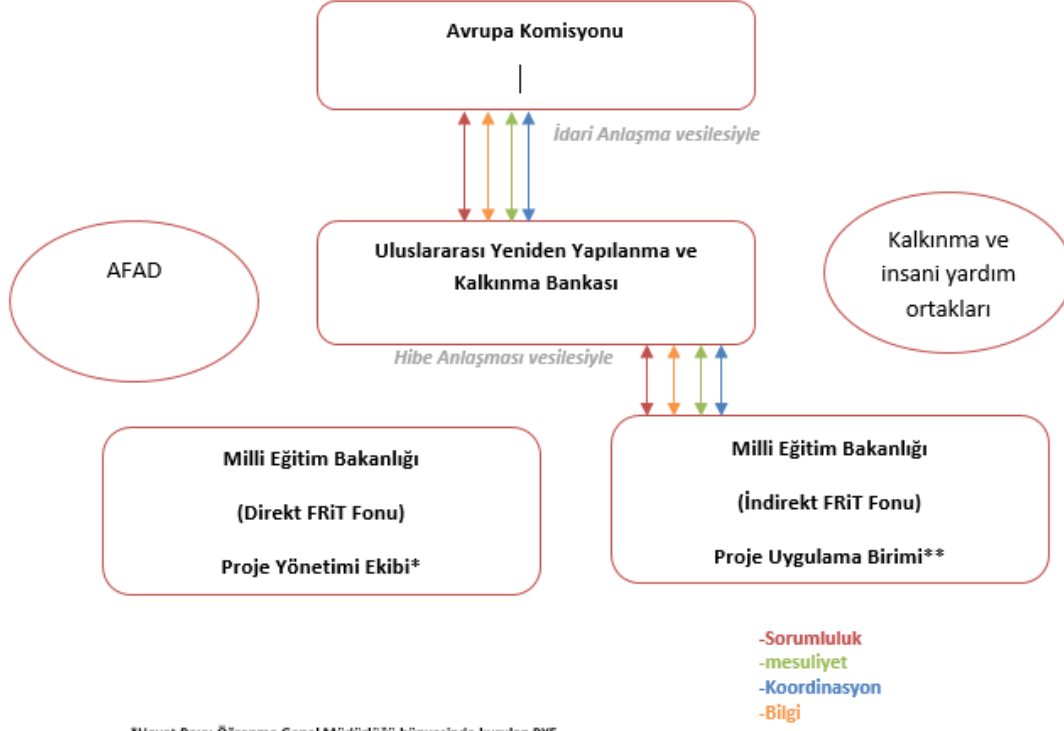 Avrupa Komisyonu
İdari Anlaşma vesilesiyle
AFAD
Uluslararası Yeniden Yapılanma ve
Kalkınma Bankası
Kalkınma ve
insani yardım
ortakları
Hibe Anlaşması vesilesiyle
Milli Eğitim Bakanlığı
(Direkt FRiT Fonu)
Proje Yönetimi Ekibi*
Milli Eğitim Bakanlığı
(İndirekt FRiT Fonu)
Proje Uygulama Birimi**
-Sorumluluk
-mesuliyet
-Koordinasyon
-Bilgi